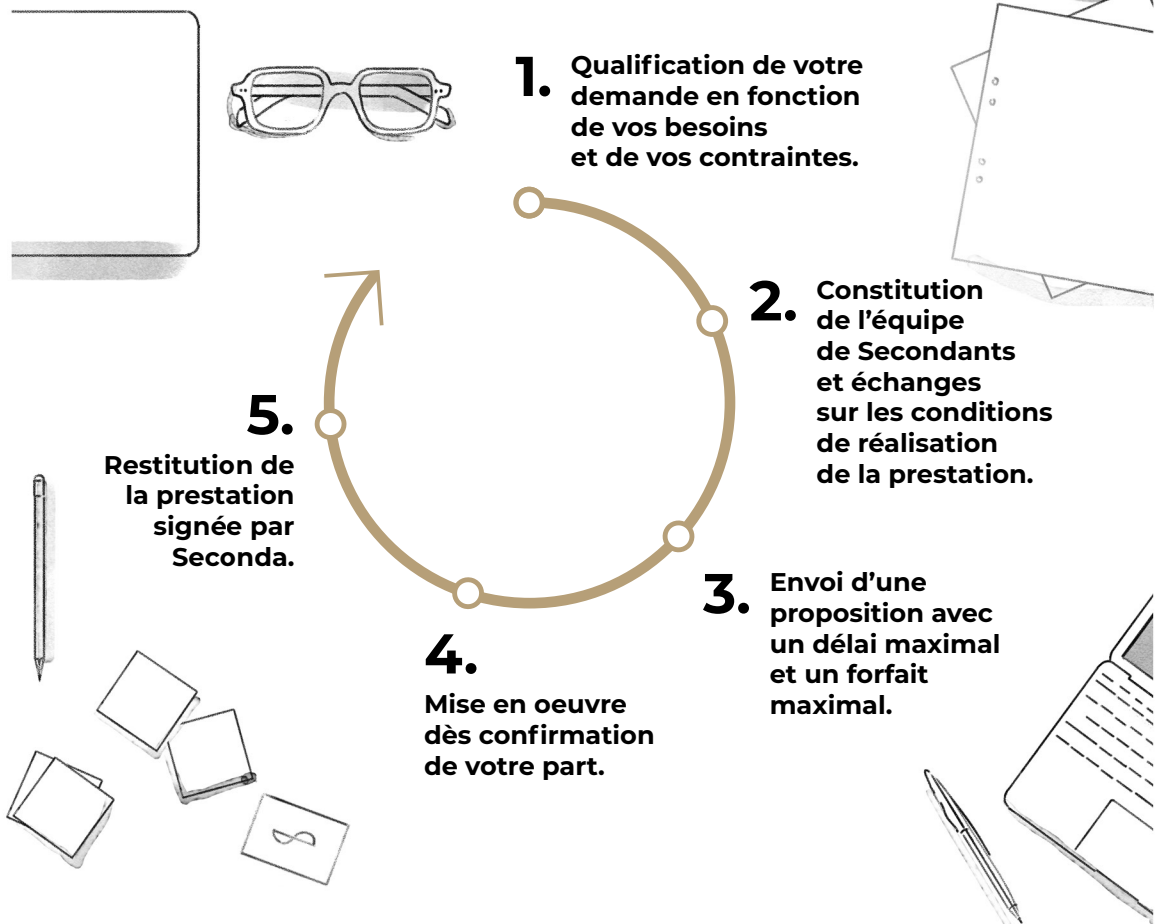 1.
Qualification de votre
demande en fonction
de vos besoins
et de vos contraintes.
2.
Constitution
de l’équipe
de Secondants
et échanges
sur les conditions
de réalisation
de la prestation.
3.
Envoi d’une
proposition avec
un délai maximal
et un forfait
maximal.
4.
Mise en oeuvre
dès confirmation
de votre part.
5.
Restitution de
la prestation
signée par
Seconda.